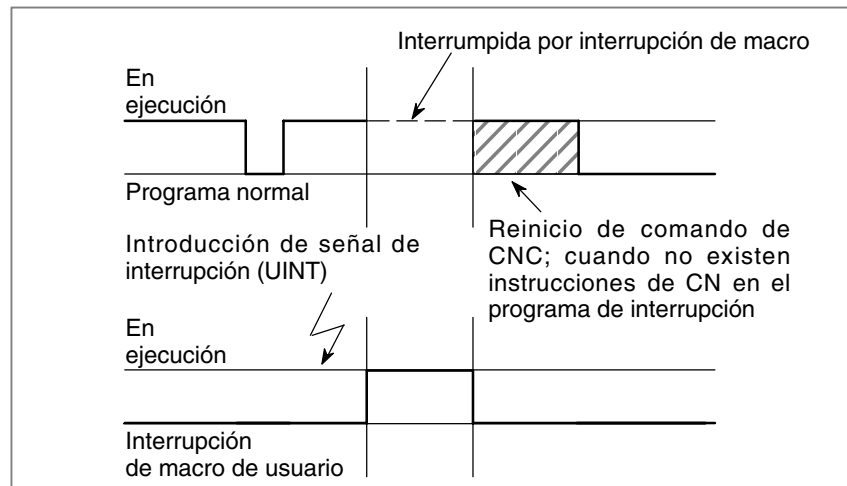 Interrumpida por interrupción de macro
En
ejecución
Programa normal
Introducción de señal de
interrupción (UINT)
Reinicio de comando de
CNC; cuando no existen
instrucciones de CN en el
programa de interrupción
En
ejecución
Interrupción
de macro de usuario